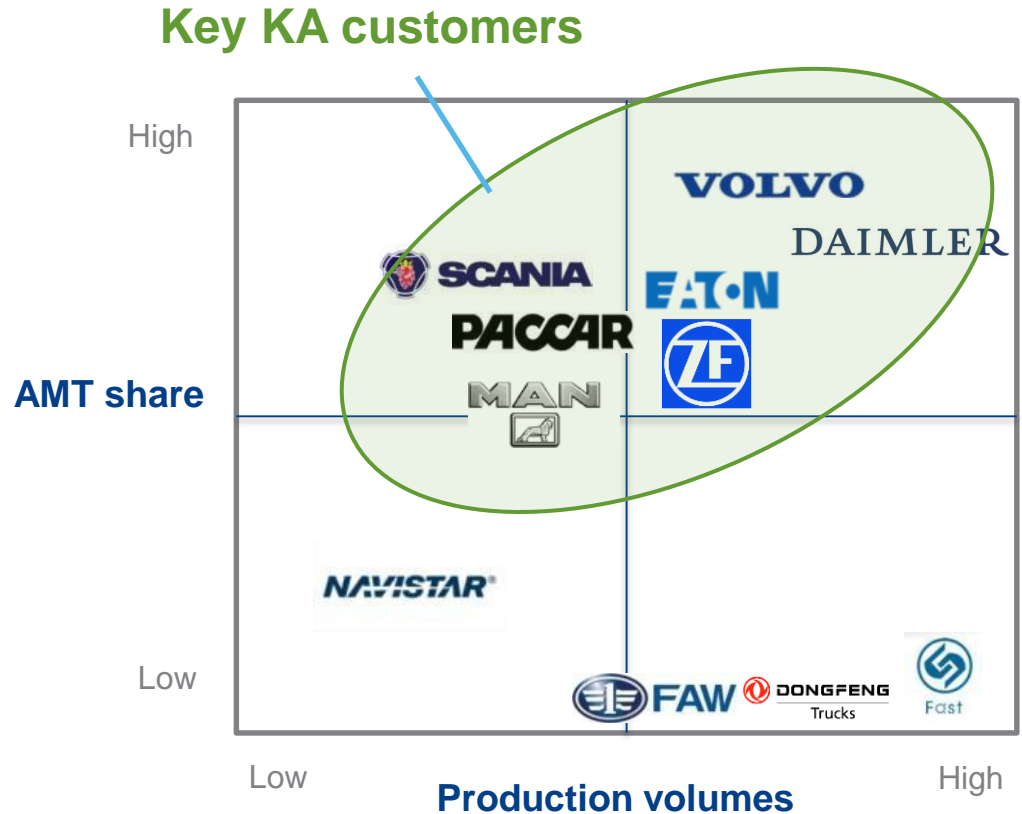 Key KA customers
High
VOLVO
DAIMLER
SCANIA
EATON
PACCAR
ZF
AMT share
MAN
NAVISTAR®
Low
FAW
DONGFENG
Trucks
Fast
Low
High
Production volumes